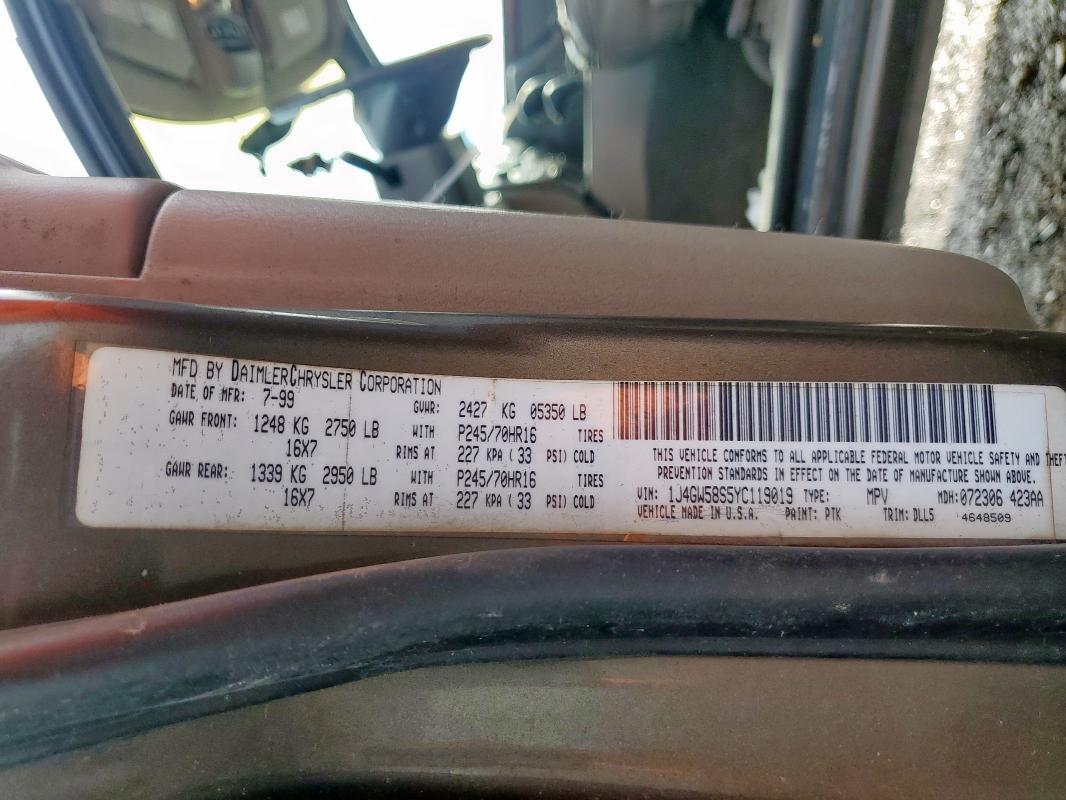 MFD BY DAIMLERCHRYSLER CORPORATION
DATE OF MFR: 7-99 GVWR: 2427 KG 05350 LB
GAWR FRONT: 1248 KG 2750 LB WITH P245/70HR16 TIRES
16X7 RIMS AT 227 KPA ( 33 PSI) COLD
GAWR REAR: 1339 KG 2950 LB WITH P245/70HR16 TIRES
16X7 RIMS AT 227 KPA ( 33 PSI) COLD
THIS VEHICLE CONFORMS TO ALL APPLICABLE FEDERAL MOTOR VEHICLE SAFETY AND THEFT
PREVENTION STANDARDS IN EFFECT ON THE DATE OF MANUFACTURE SHOWN ABOVE.
VIN: 1J4GW58S5YC119019 TYPE: MPV MDH: 072306 423AA
VEHICLE MADE IN U.S.A. PAINT: PTK TRIM: DLL5 4648509